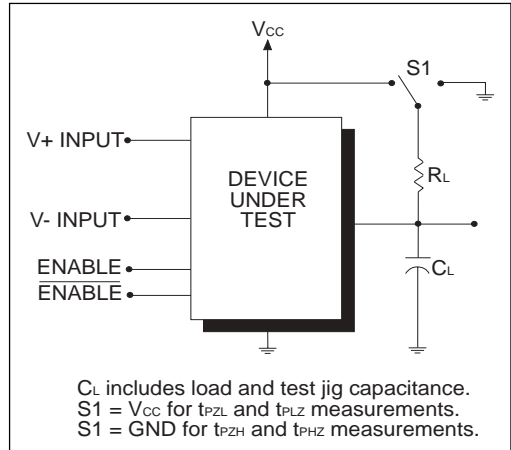 VCC
S1
V+ INPUT
DEVICE
UNDER
TEST
RL
V- INPUT
CL
ENABLE
ENABLE
CL includes load and test jig capacitance.
S1 = VCC for tPZL and tPLZ measurements.
S1 = GND for tPZH and tPHZ measurements.